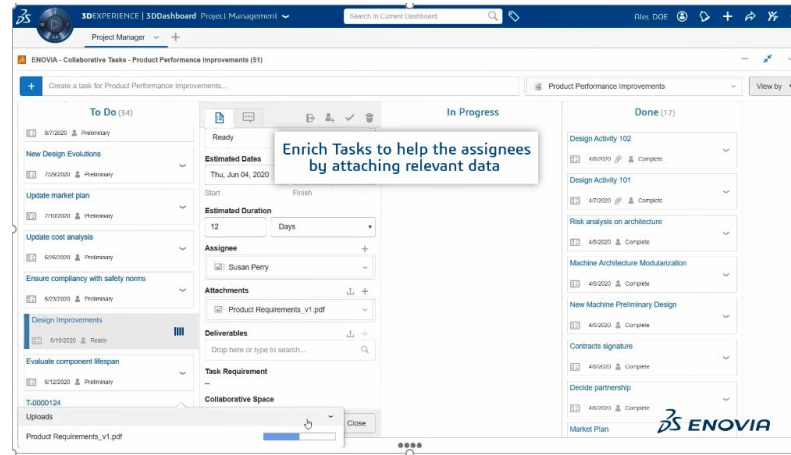 3DEXPERIENCE | 3DDashboard Project Management
Search In Current Dashboard
Alec DOE
Project Manager
ENOVIA - Collaborative Tasks - Product Performance Improvements (51)
Create a task for Product Performance Improvements...
Product Performance Improvements
View by
To Do (34)
8/7/2020 Preliminary
New Design Evolutions
7/29/2020 Preliminary
Update market plan
7/10/2020 Preliminary
Update cost analysis
6/26/2020 Preliminary
Ensure compliancy with safety norms
6/23/2020 Preliminary
Design Improvements
6/19/2020 Ready
Evaluate component lifespan
6/12/2020 Preliminary
T-0000124
Uploads
Product Requirements_v1.pdf
Ready
Estimated Dates
Thu, Jun 04, 2020
Start Finish
Estimated Duration
12 Days
Assignee
Susan Perry
Attachments
Product Requirements_v1.pdf
Deliverables
Drop here or type to search...
Task Requirement
--
Collaborative Space
Close
Enrich Tasks to help the assignees
by attaching relevant data
In Progress
Done (17)
Design Activity 102
4/8/2020 Complete
Design Activity 101
4/7/2020 Complete
Risk analysis on architecture
4/6/2020 Complete
Machine Architecture Modularization
4/6/2020 Complete
New Machine Preliminary Design
4/6/2020 Complete
Contracts signature
4/6/2020 Complete
Decide partnership
4/6/2020 Complete
Market Plan
ENOVIA